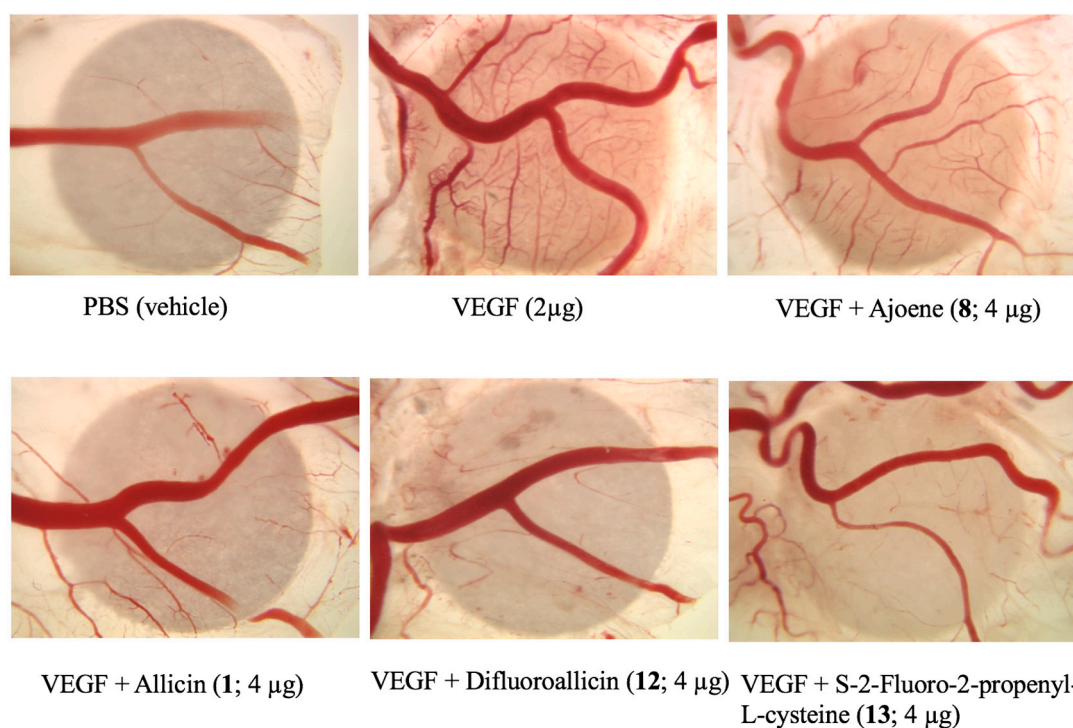 PBS (vehicle)
VEGF (2µg)
VEGF + Ajoene (8; 4 µg)
VEGF + Allicin (1; 4 µg)
VEGF + Difluoroallicin (12; 4 µg)
VEGF + S-2-Fluoro-2-propenyl-
L-cysteine (13; 4 µg)